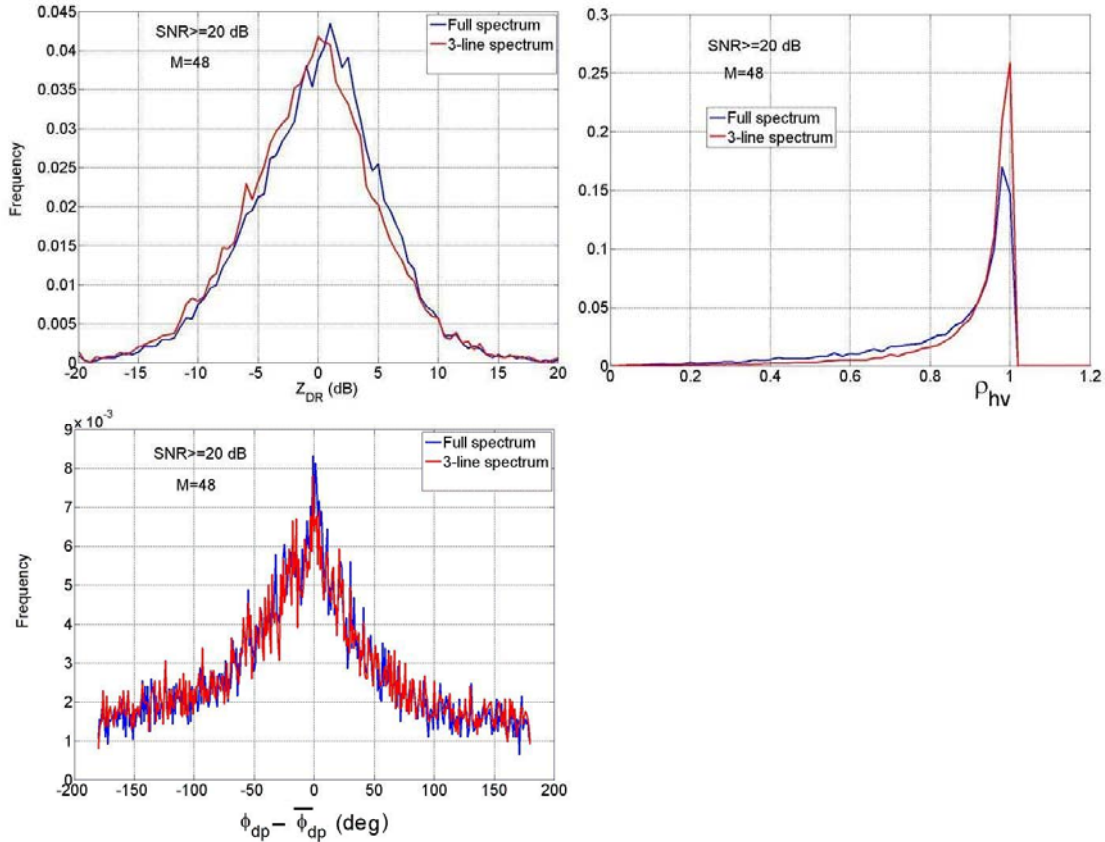 SNR>=20 dB
M=48
Full spectrum
3-line spectrum
Frequency
0.045
0.04
0.035
0.03
0.025
0.02
0.015
0.01
0.005
0
-20 -15 -10 -5 0 5 10 15 20
Z_DR (dB)
SNR>=20 dB
M=48
Full spectrum
3-line spectrum
0.3
0.25
0.2
0.15
0.1
0.05
0
0 0.2 0.4 0.6 0.8 1 1.2
ρ_hv
× 10⁻³
SNR>=20 dB
M=48
Full spectrum
3-line spectrum
Frequency
9
8
7
6
5
4
3
2
1
0
-200 -150 -100 -50 0 50 100 150 200
ϕ_dp − ϕ̅_dp (deg)